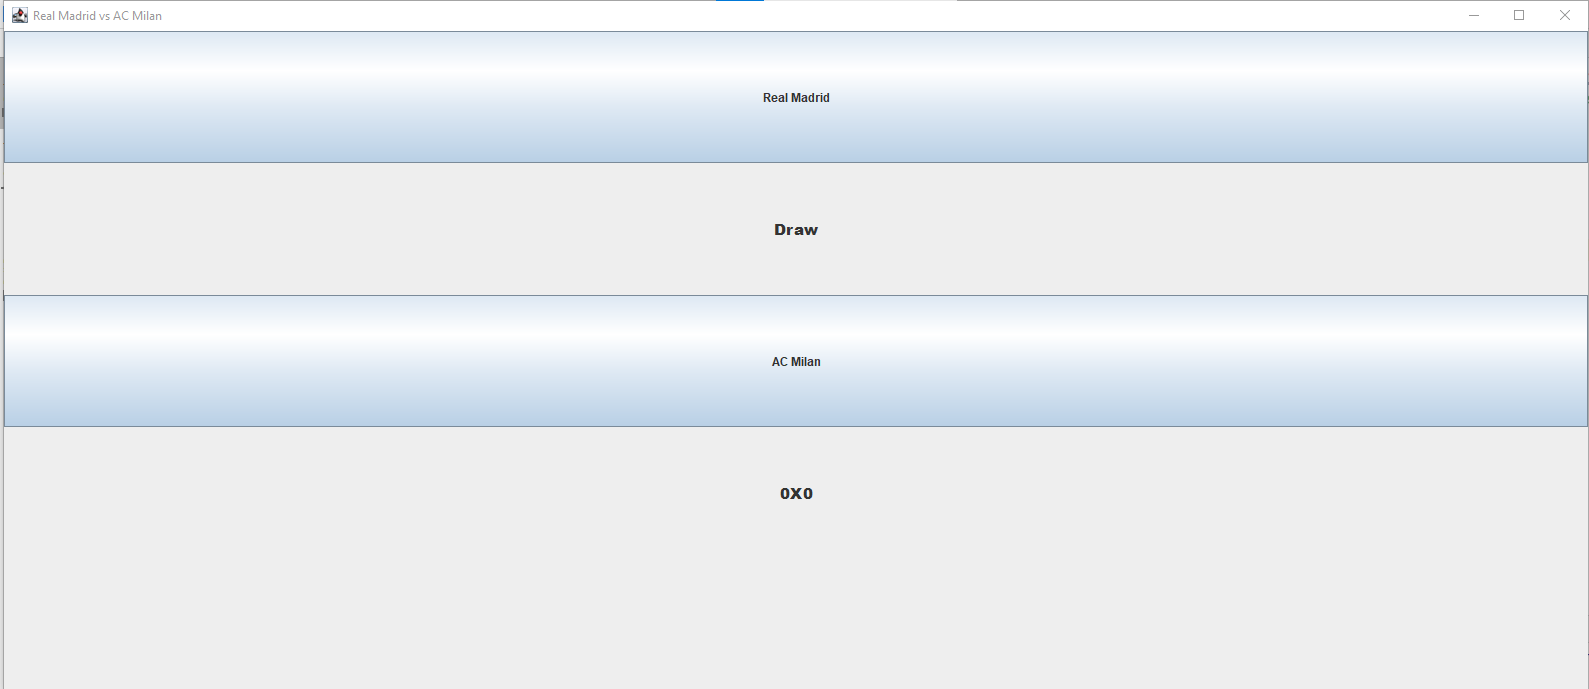 Real Madrid vs AC Milan
Real Madrid
Draw
AC Milan
0X0